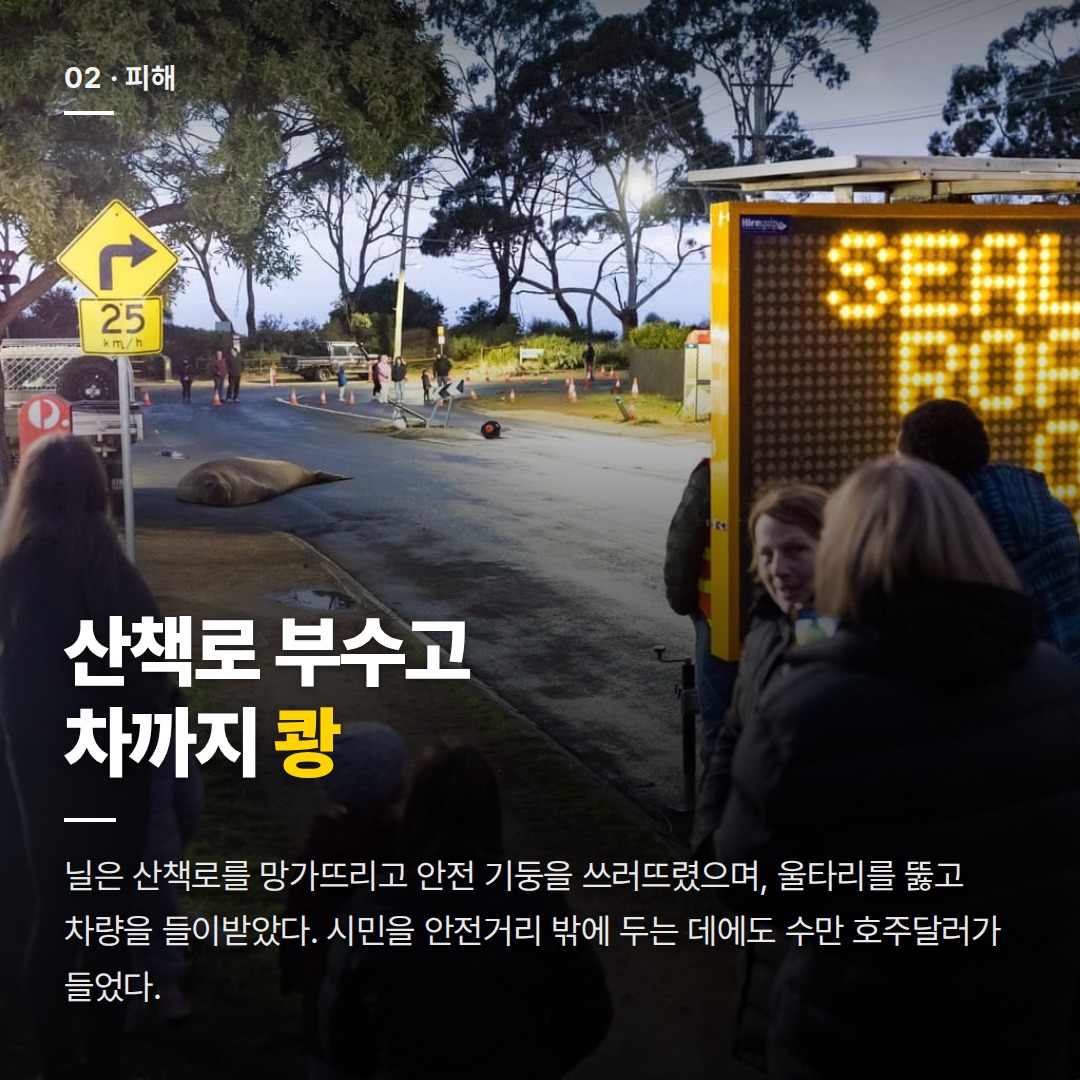 02 · 피해
Hirequip
25
km/h
SEAL
산책로 부수고
차까지 쾅
닐은 산책로를 망가뜨리고 안전 기둥을 쓰러뜨렸으며, 울타리를 뚫고
차량을 들이받았다. 시민을 안전거리 밖에 두는 데에도 수만 호주달러가
들었다.